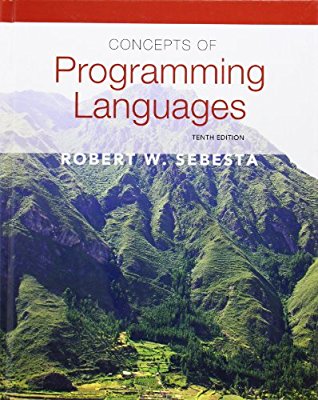 CONCEPTS OF
Programming
Languages
TENTH EDITION
ROBERT W. SEBESTA